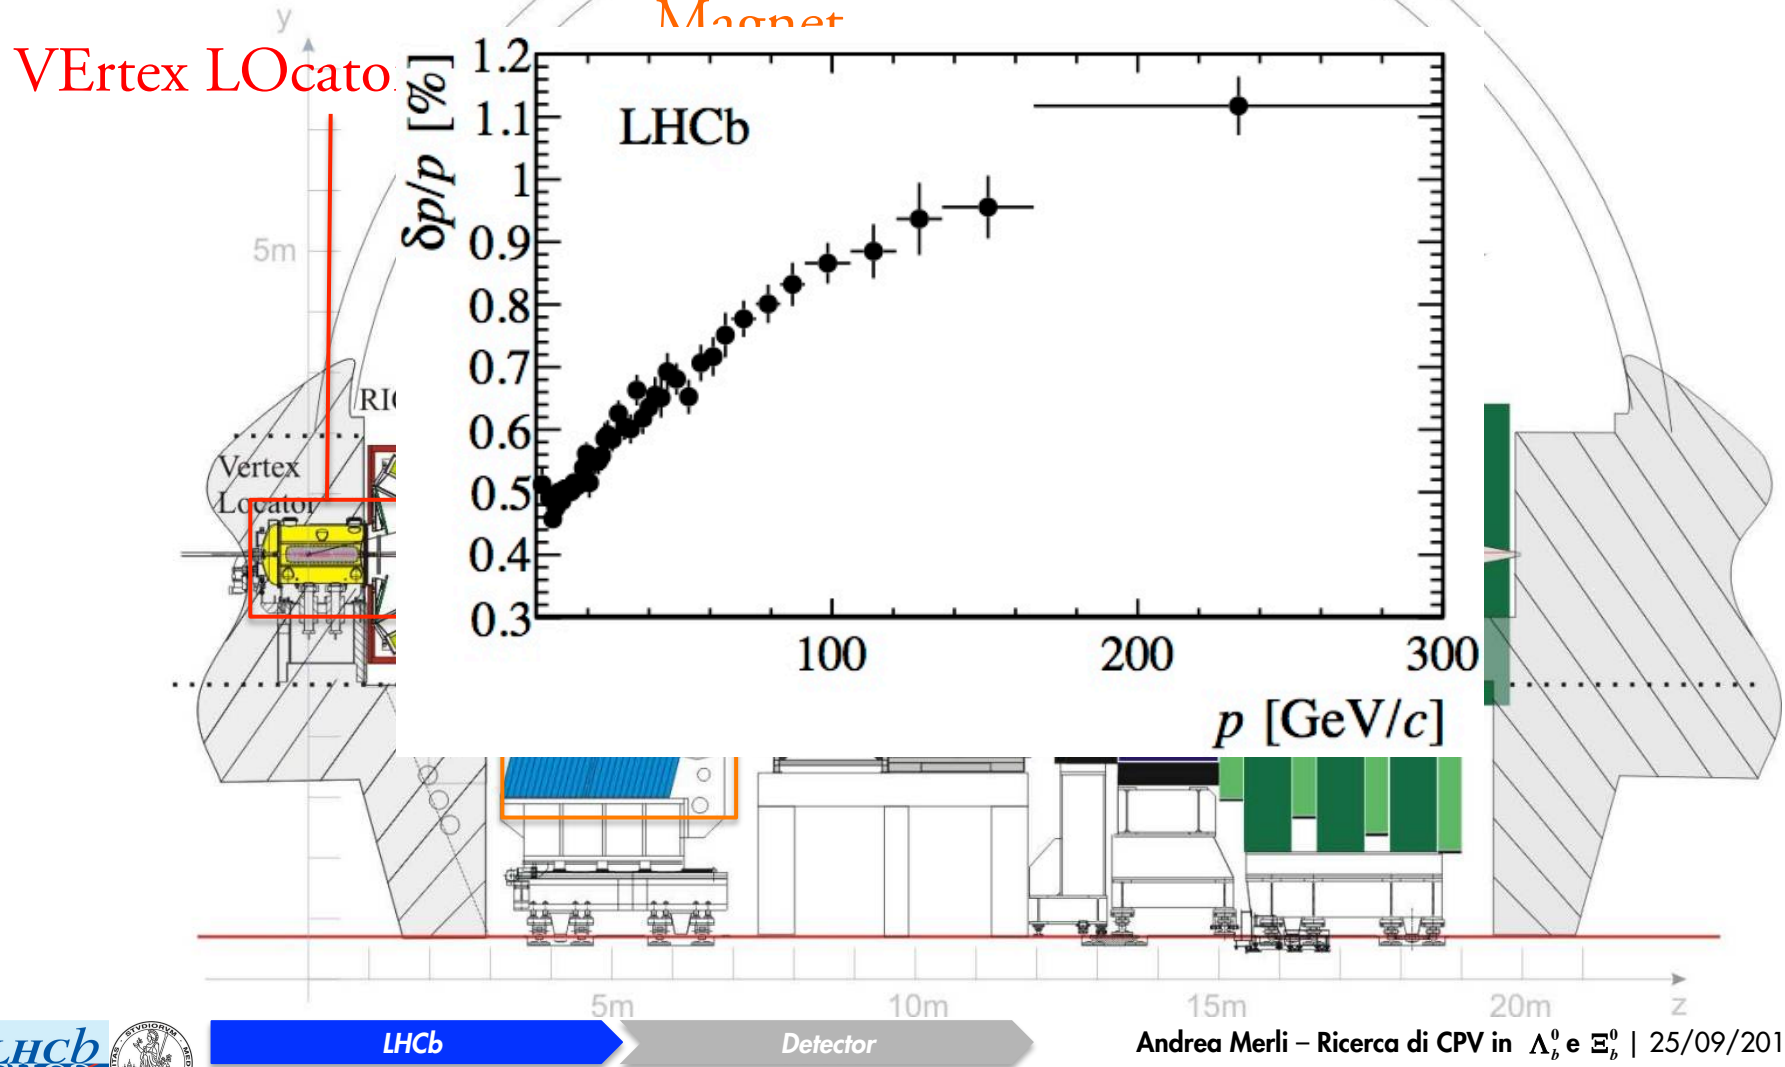 y
Magnet
VErtex LOcato
1.2
1.1
1
0.9
0.8
0.7
0.6
0.5
0.4
0.3
δp/p [%]
LHCb
5m
Vertex
Locator
100 200 300
p [GeV/c]
5m 10m 15m 20m z
LHCb
LHCb
Detector
Andrea Merli – Ricerca di CPV in Λ⁰_b e Ξ⁰_b | 25/09/201